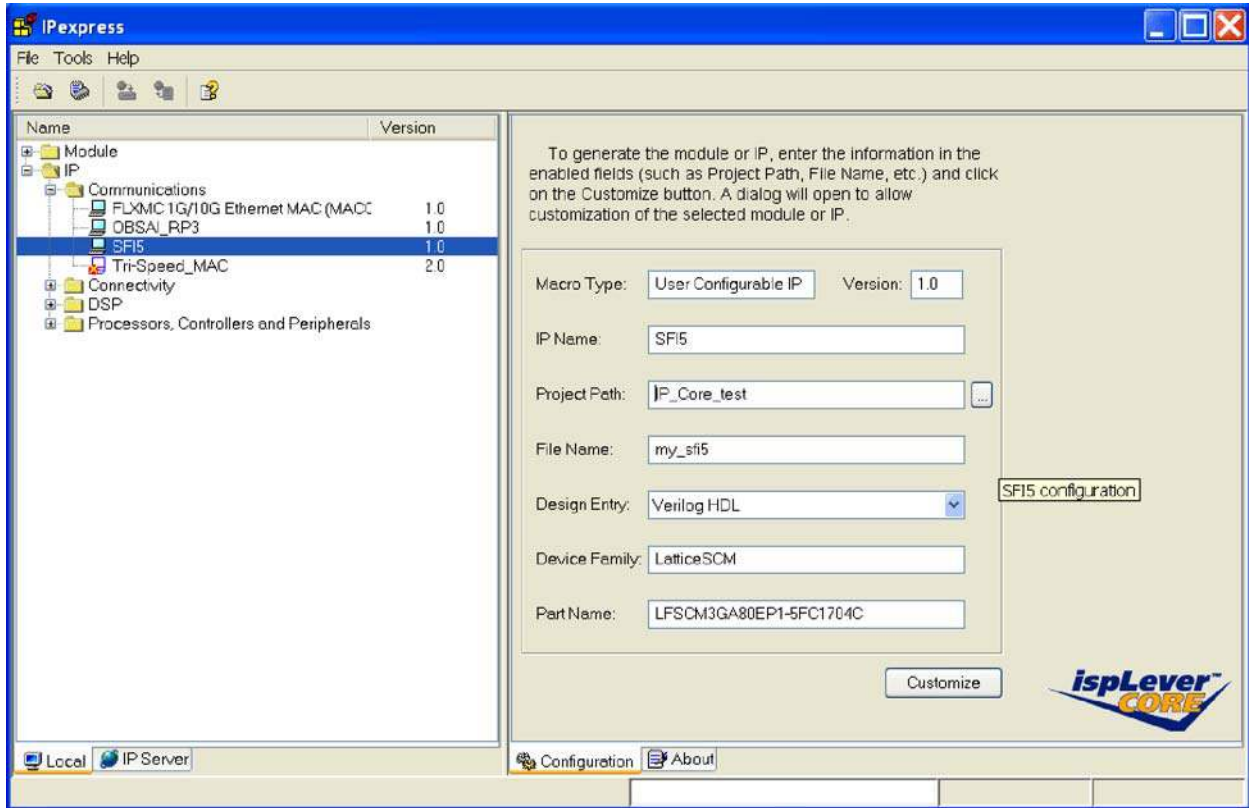 IPexpress
File Tools Help
Name Version
Module
IP
Communications
FLXMC 1G/10G Ethernet MAC (MACC 1.0
OBSAI_RP3 1.0
SFI5 1.0
Tri-Speed_MAC 2.0
Connectivity
DSP
Processors, Controllers and Peripherals
Local IP Server
To generate the module or IP, enter the information in the
enabled fields (such as Project Path, File Name, etc.) and click
on the Customize button. A dialog will open to allow
customization of the selected module or IP.
Macro Type: User Configurable IP Version: 1.0
IP Name: SFI5
Project Path: IP_Core_test ...
File Name: my_sfi5
SFI5 configuration
Design Entry: Verilog HDL
Device Family: LatticeSCM
Part Name: LFSCM3GA80EP1-5FC1704C
Customize
ispLever™
CORE
Configuration About